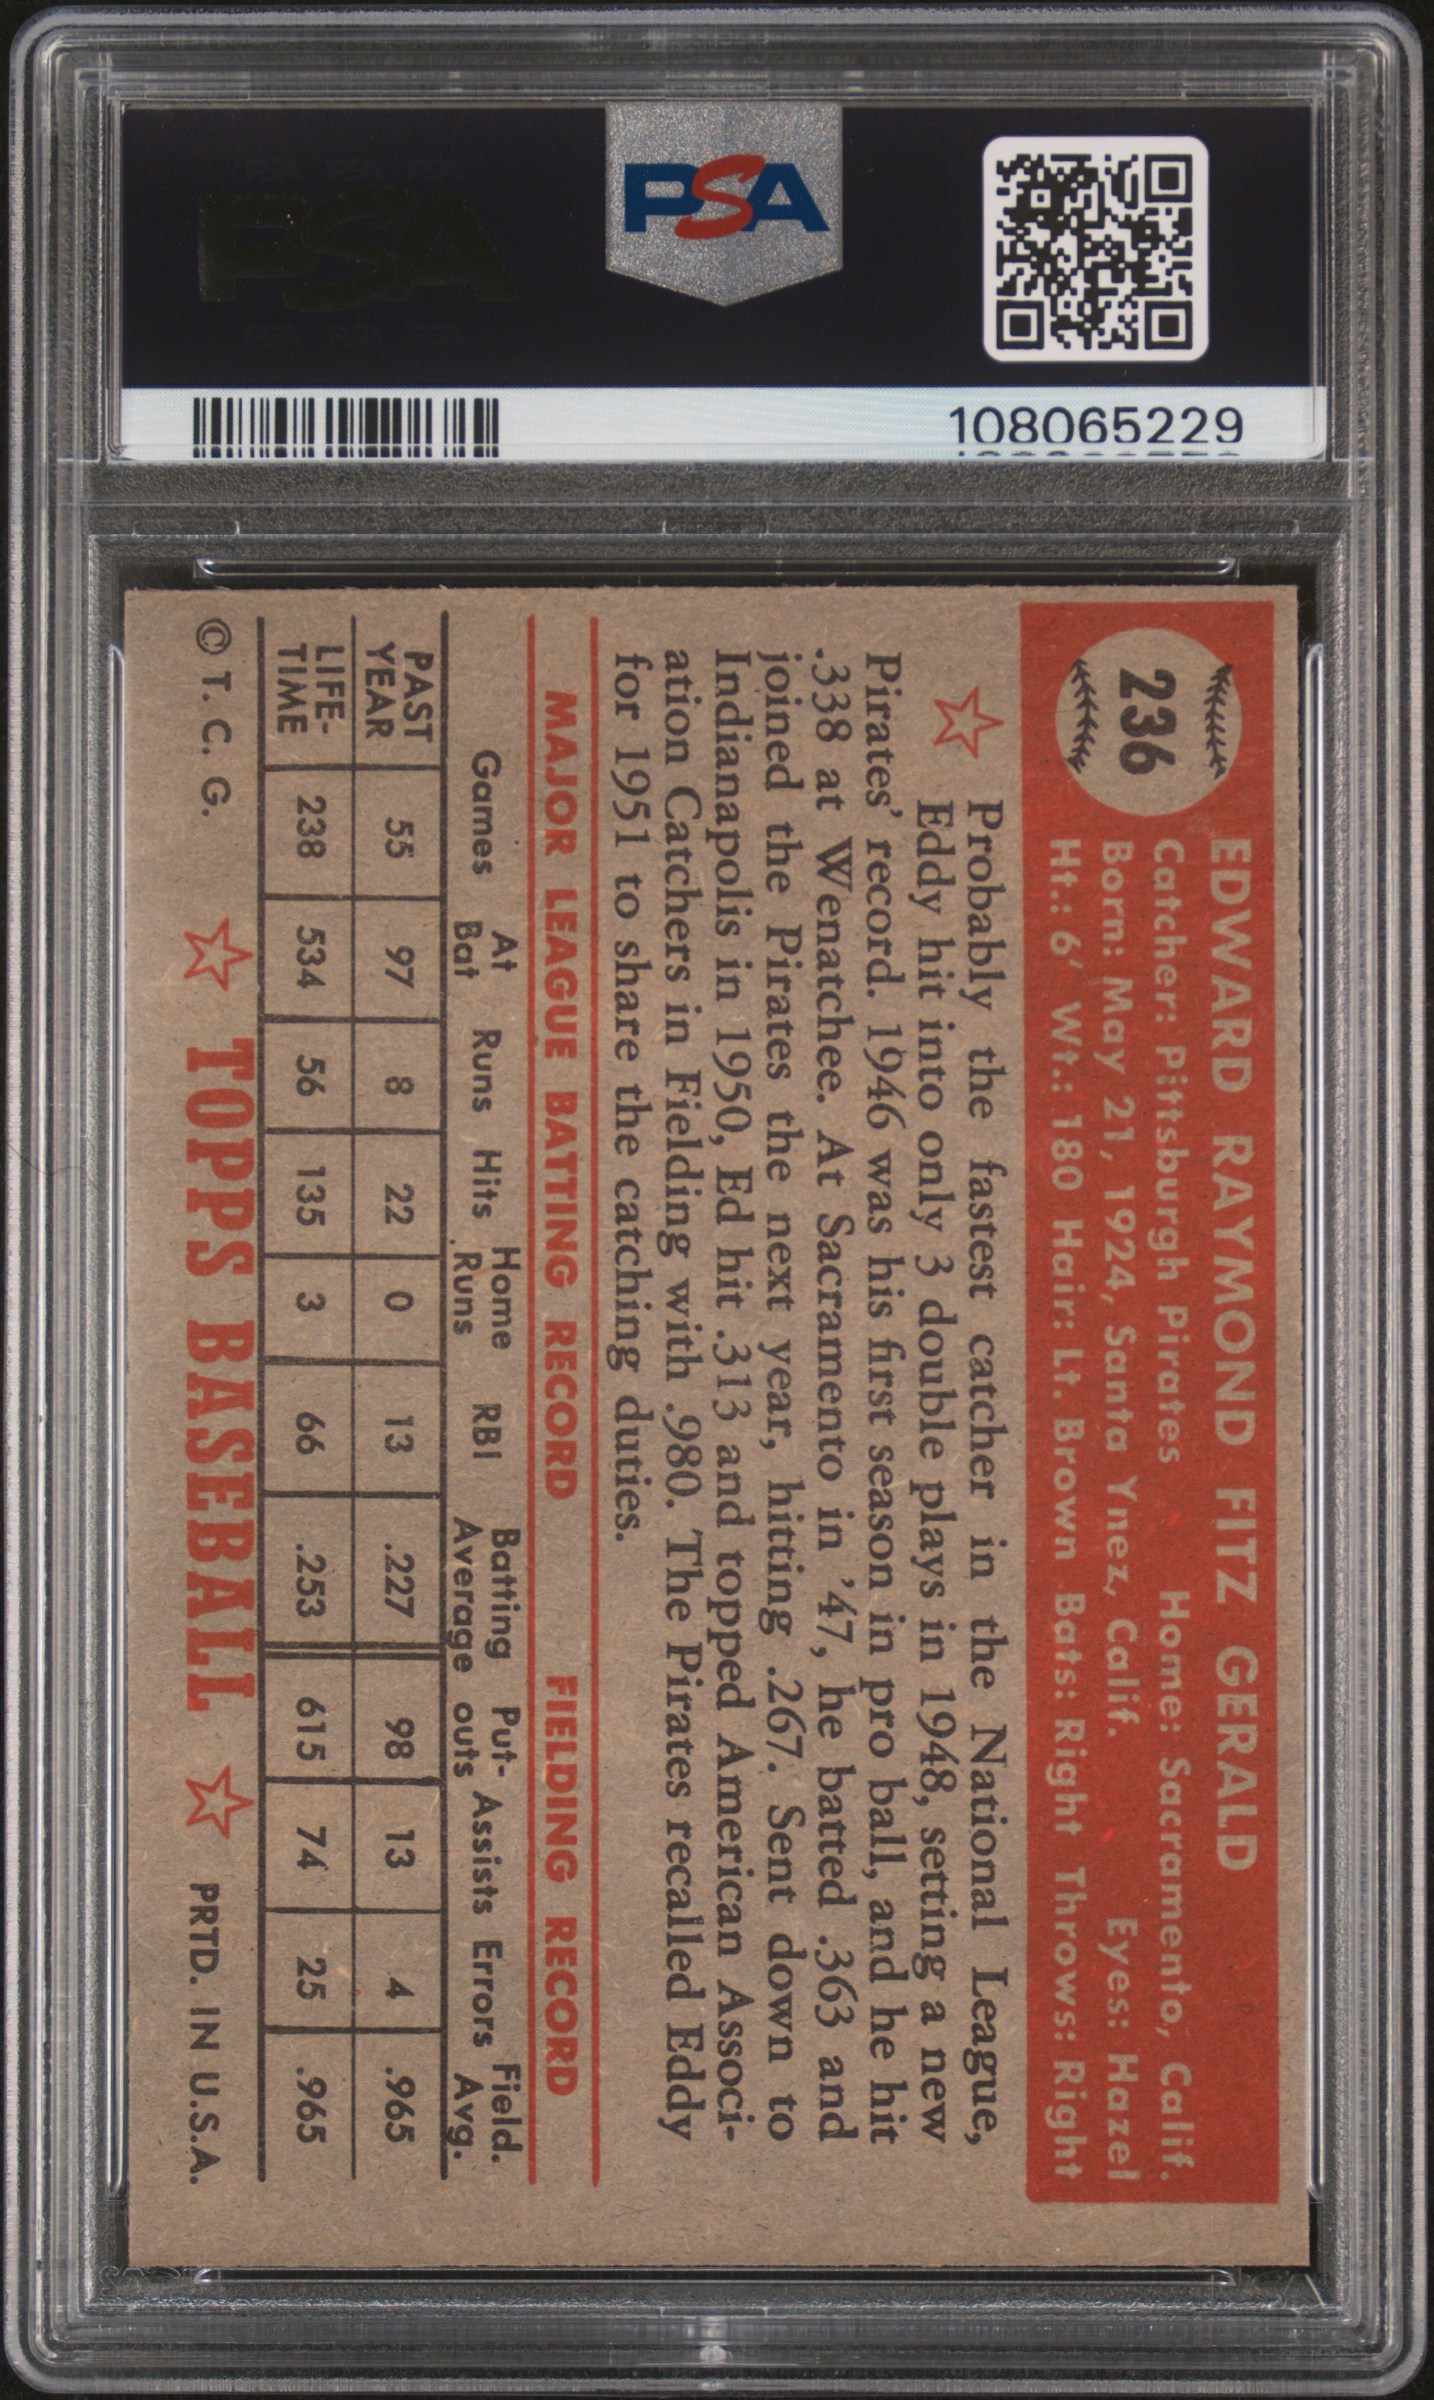 PSA
PSA
108065229
236
EDWARD RAYMOND FITZ GERALD
Catcher: Pittsburgh Pirates Home: Sacramento, Calif.
Born: May 21, 1924, Santa Ynez, Calif. Eyes: Hazel
Ht.: 6' Wt.: 180 Hair: Lt. Brown Bats: Right Throws: Right
Probably the fastest catcher in the National League,
Eddy hit into only 3 double plays in 1948, setting a new
Pirates' record. 1946 was his first season in pro ball, and he hit
.338 at Wenatchee. At Sacramento in '47, he batted .363 and
joined the Pirates the next year, hitting .267. Sent down to
Indianapolis in 1950, Ed hit .313 and topped American Associ-
ation Catchers in Fielding with .980. The Pirates recalled Eddy
for 1951 to share the catching duties.
MAJOR LEAGUE BATTING RECORD FIELDING RECORD
Games At Bat Runs Hits Home Runs RBI Batting Average Put-outs Assists Errors Field. Avg.
PAST YEAR 55 97 8 22 0 13 .227 98 13 4 .965
LIFE-TIME 238 534 56 135 3 66 .253 615 74 25 .965
© T. C. G. TOPPS BASEBALL PRTD. IN U.S.A.